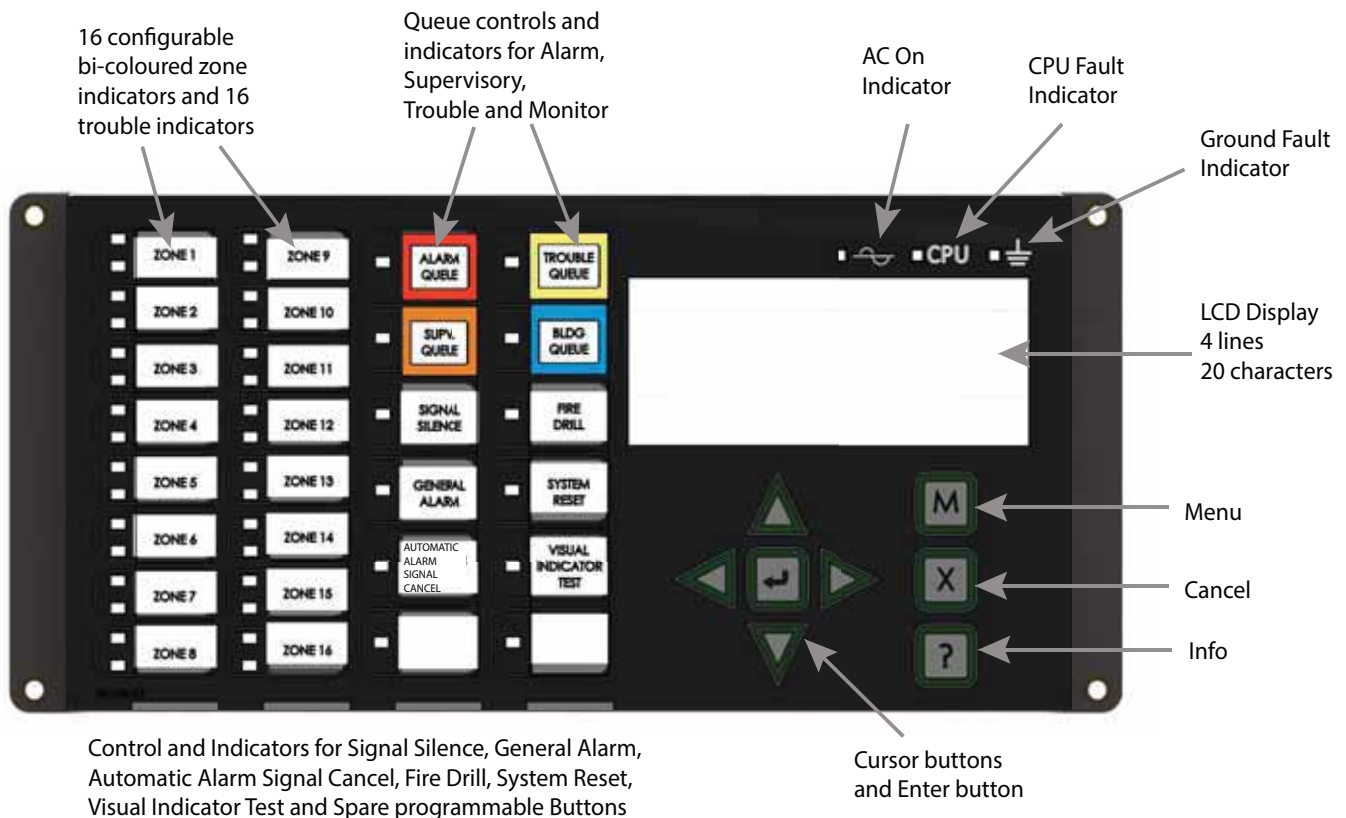 16 configurable
bi-coloured zone
indicators and 16
trouble indicators
Queue controls and
indicators for Alarm,
Supervisory,
Trouble and Monitor
AC On
Indicator
CPU Fault
Indicator
Ground Fault
Indicator
ZONE 1
ZONE 2
ZONE 3
ZONE 4
ZONE 5
ZONE 6
ZONE 7
ZONE 8
ZONE 9
ZONE 10
ZONE 11
ZONE 12
ZONE 13
ZONE 14
ZONE 15
ZONE 16
ALARM
QUEUE
SUPV.
QUEUE
SIGNAL
SILENCE
GENERAL
ALARM
AUTOMATIC
ALARM
SIGNAL
CANCEL
TROUBLE
QUEUE
BLDG
QUEUE
FIRE
DRILL
SYSTEM
RESET
VISUAL
INDICATOR
TEST
CPU
LCD Display
4 lines
20 characters
M
X
?
Menu
Cancel
Info
Control and Indicators for Signal Silence, General Alarm,
Automatic Alarm Signal Cancel, Fire Drill, System Reset,
Visual Indicator Test and Spare programmable Buttons
Cursor buttons
and Enter button